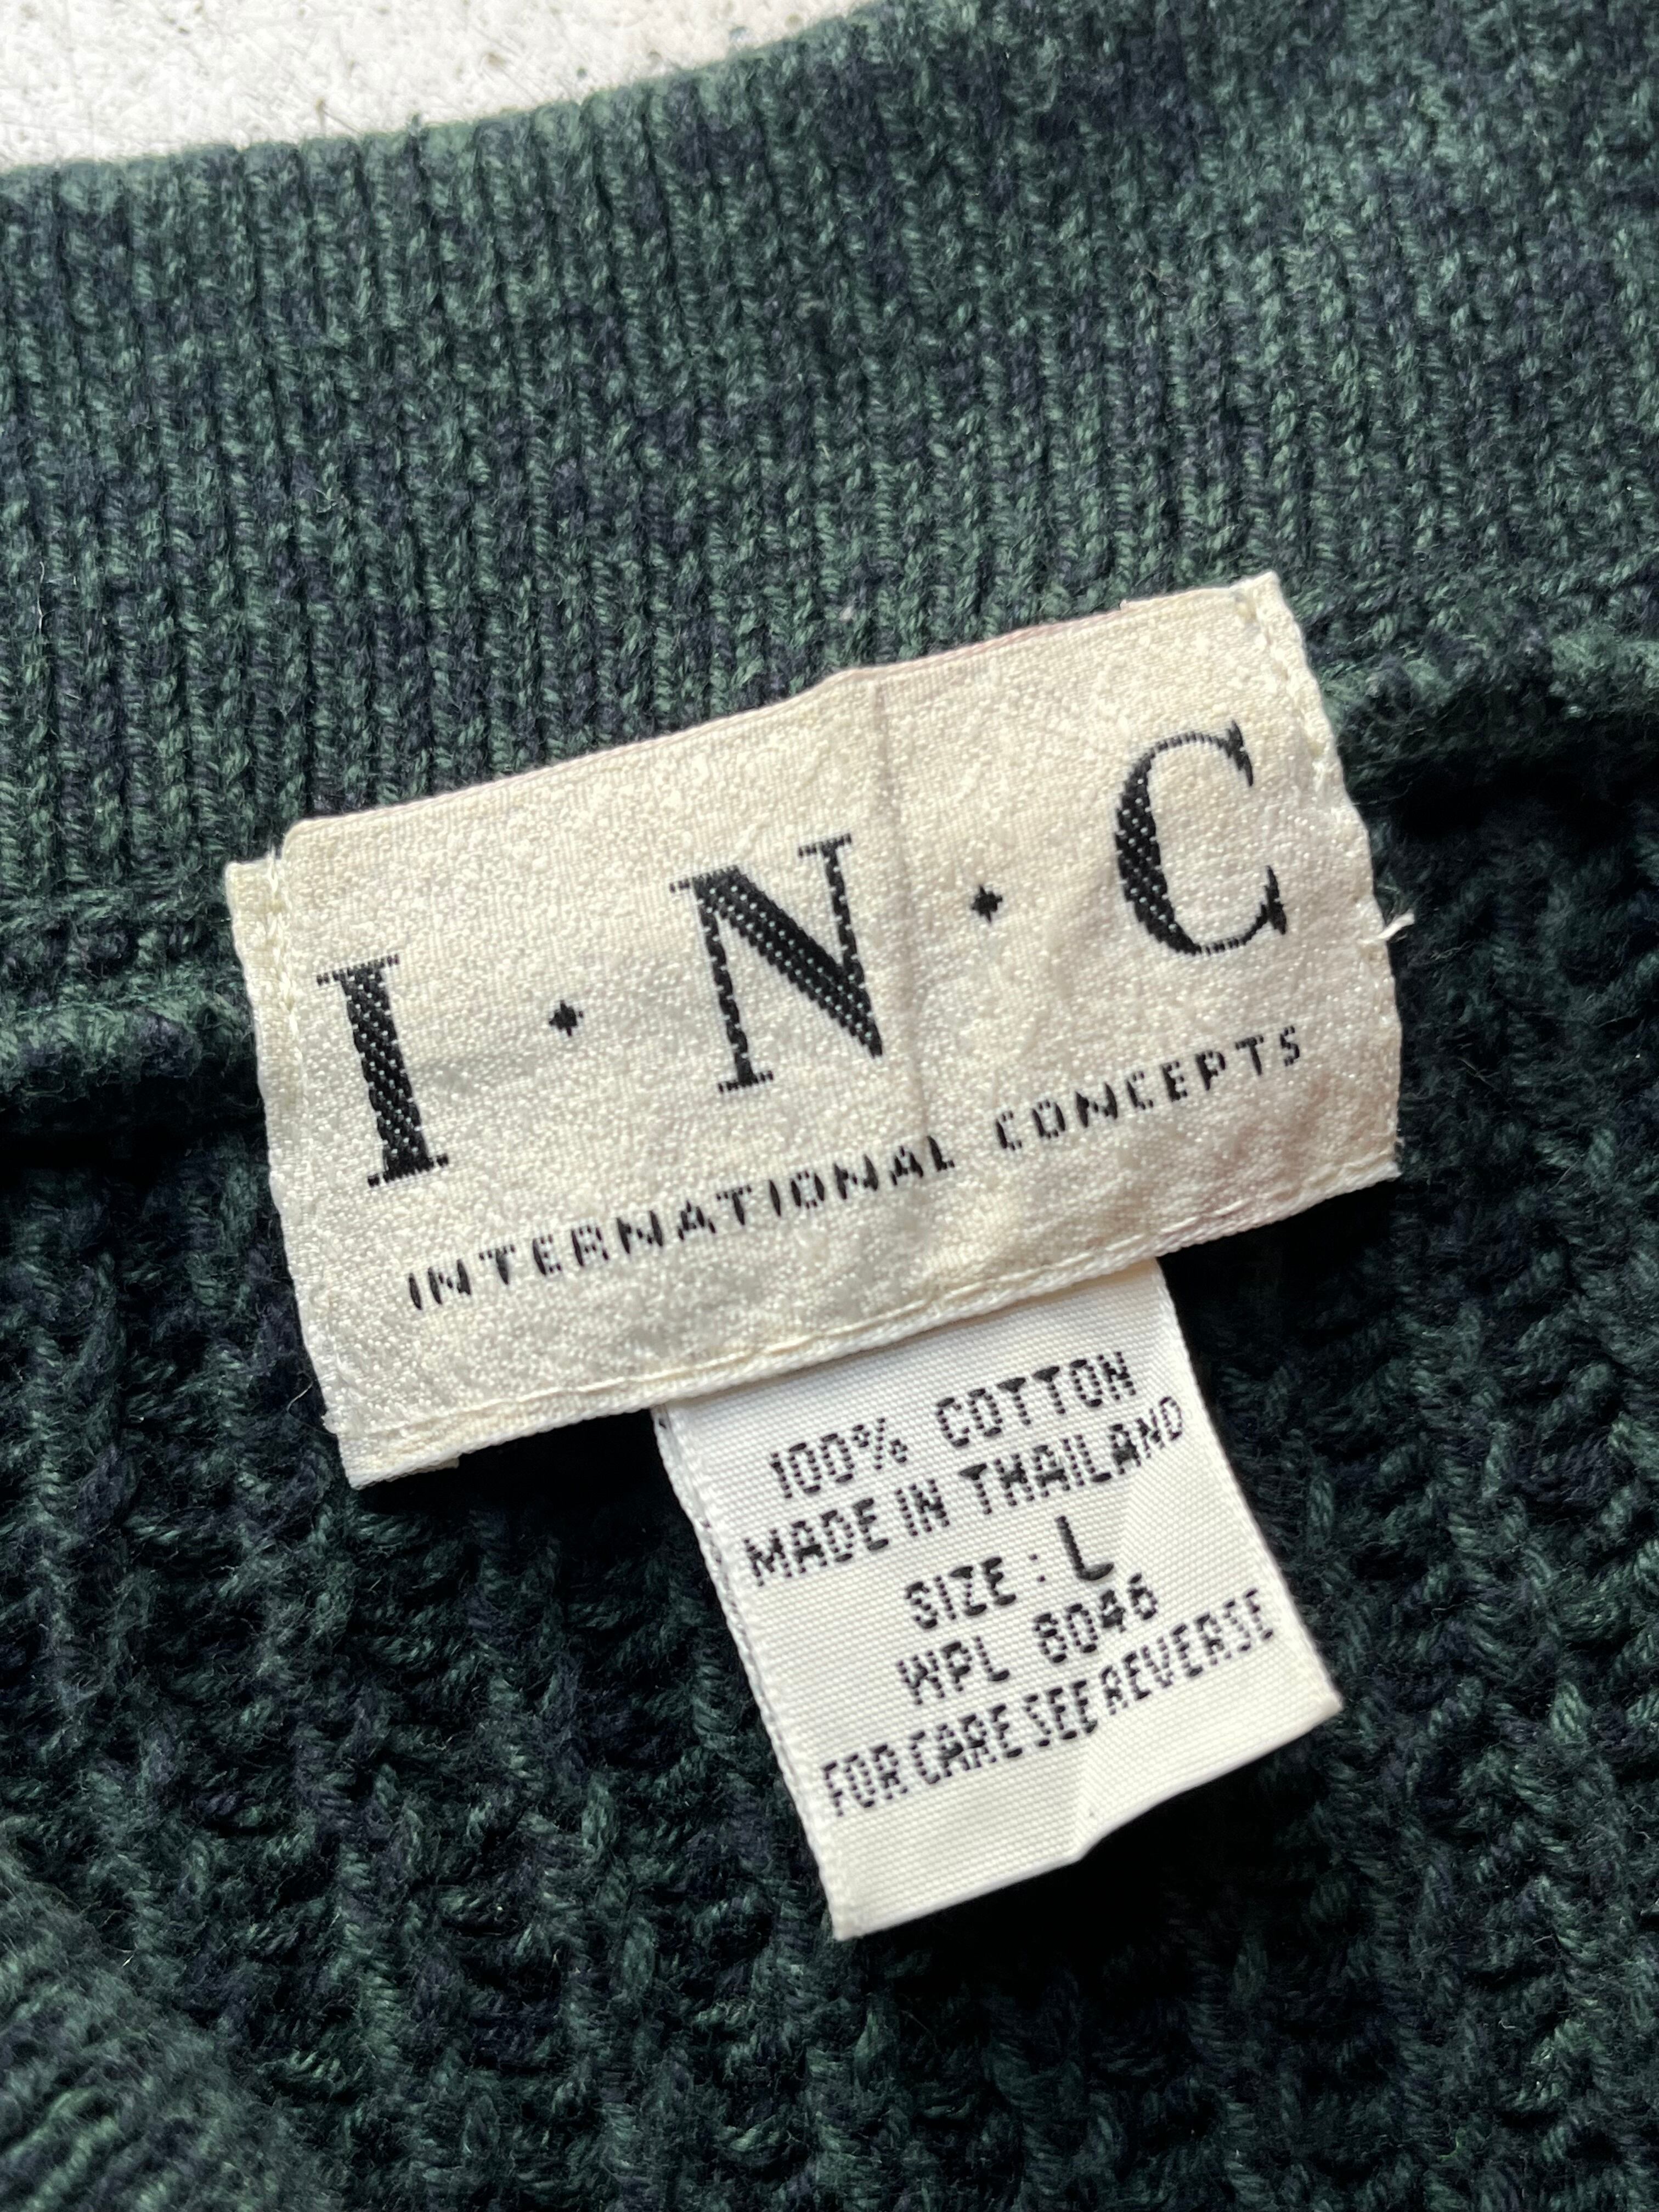 I · N · C
INTERNATIONAL CONCEPTS
100% COTTON
MADE IN THAILAND
SIZE : L
WPL 8046
FOR CARE SEE REVERSE